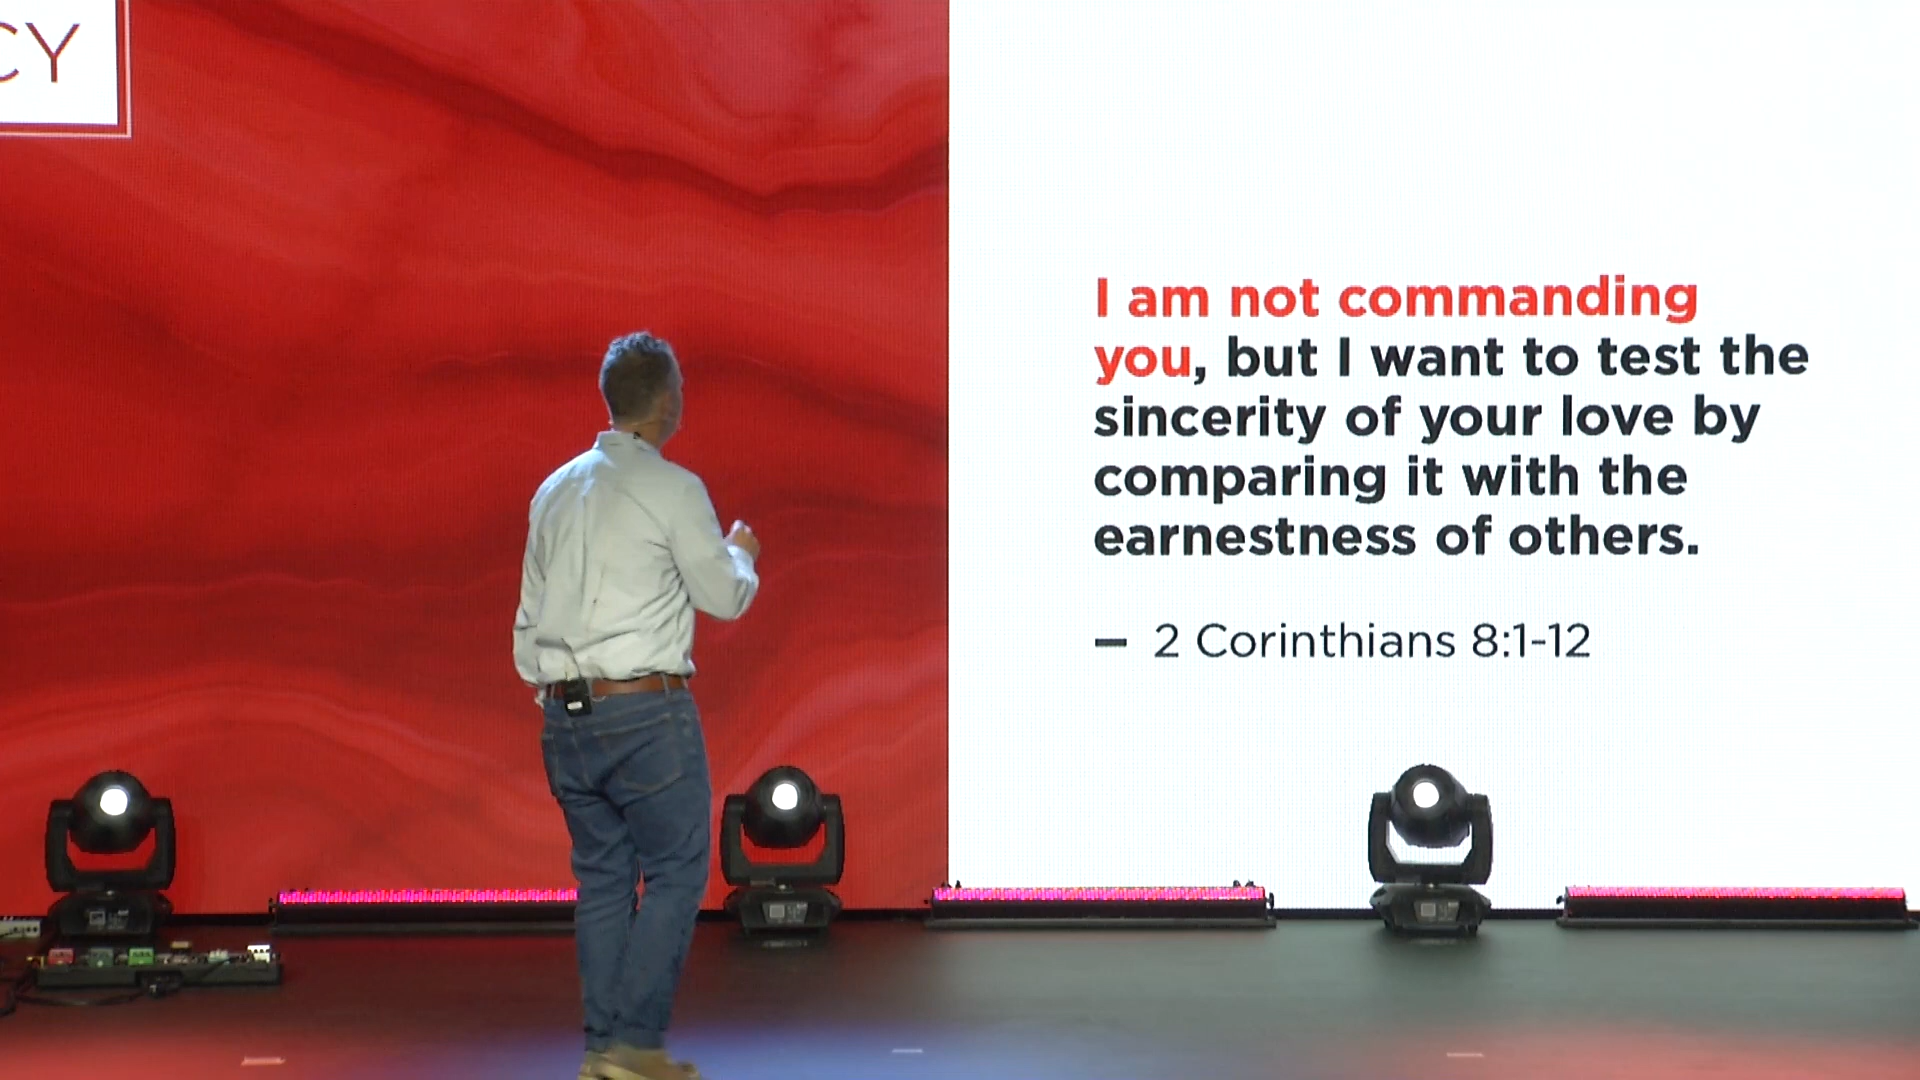 CY
I am not commanding
you, but I want to test the
sincerity of your love by
comparing it with the
earnestness of others.
— 2 Corinthians 8:1-12